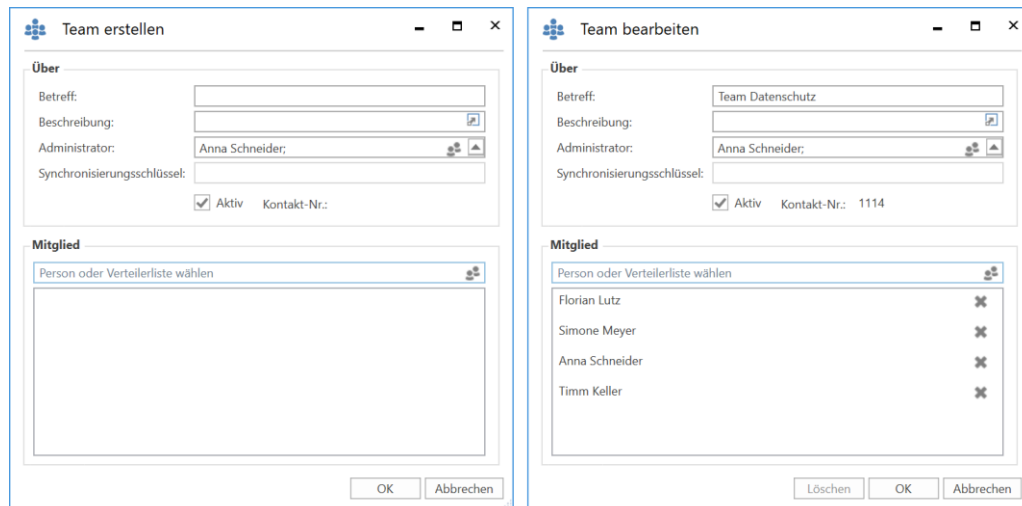 Team erstellen
Über
Betreff:
Beschreibung:
Administrator: Anna Schneider;
Synchronisierungsschlüssel:
Aktiv Kontakt-Nr.:
Mitglied
Person oder Verteilerliste wählen
OK Abbrechen
Team bearbeiten
Über
Betreff: Team Datenschutz
Beschreibung:
Administrator: Anna Schneider;
Synchronisierungsschlüssel:
Aktiv Kontakt-Nr.: 1114
Mitglied
Person oder Verteilerliste wählen
Florian Lutz
Simone Meyer
Anna Schneider
Timm Keller
Löschen OK Abbrechen